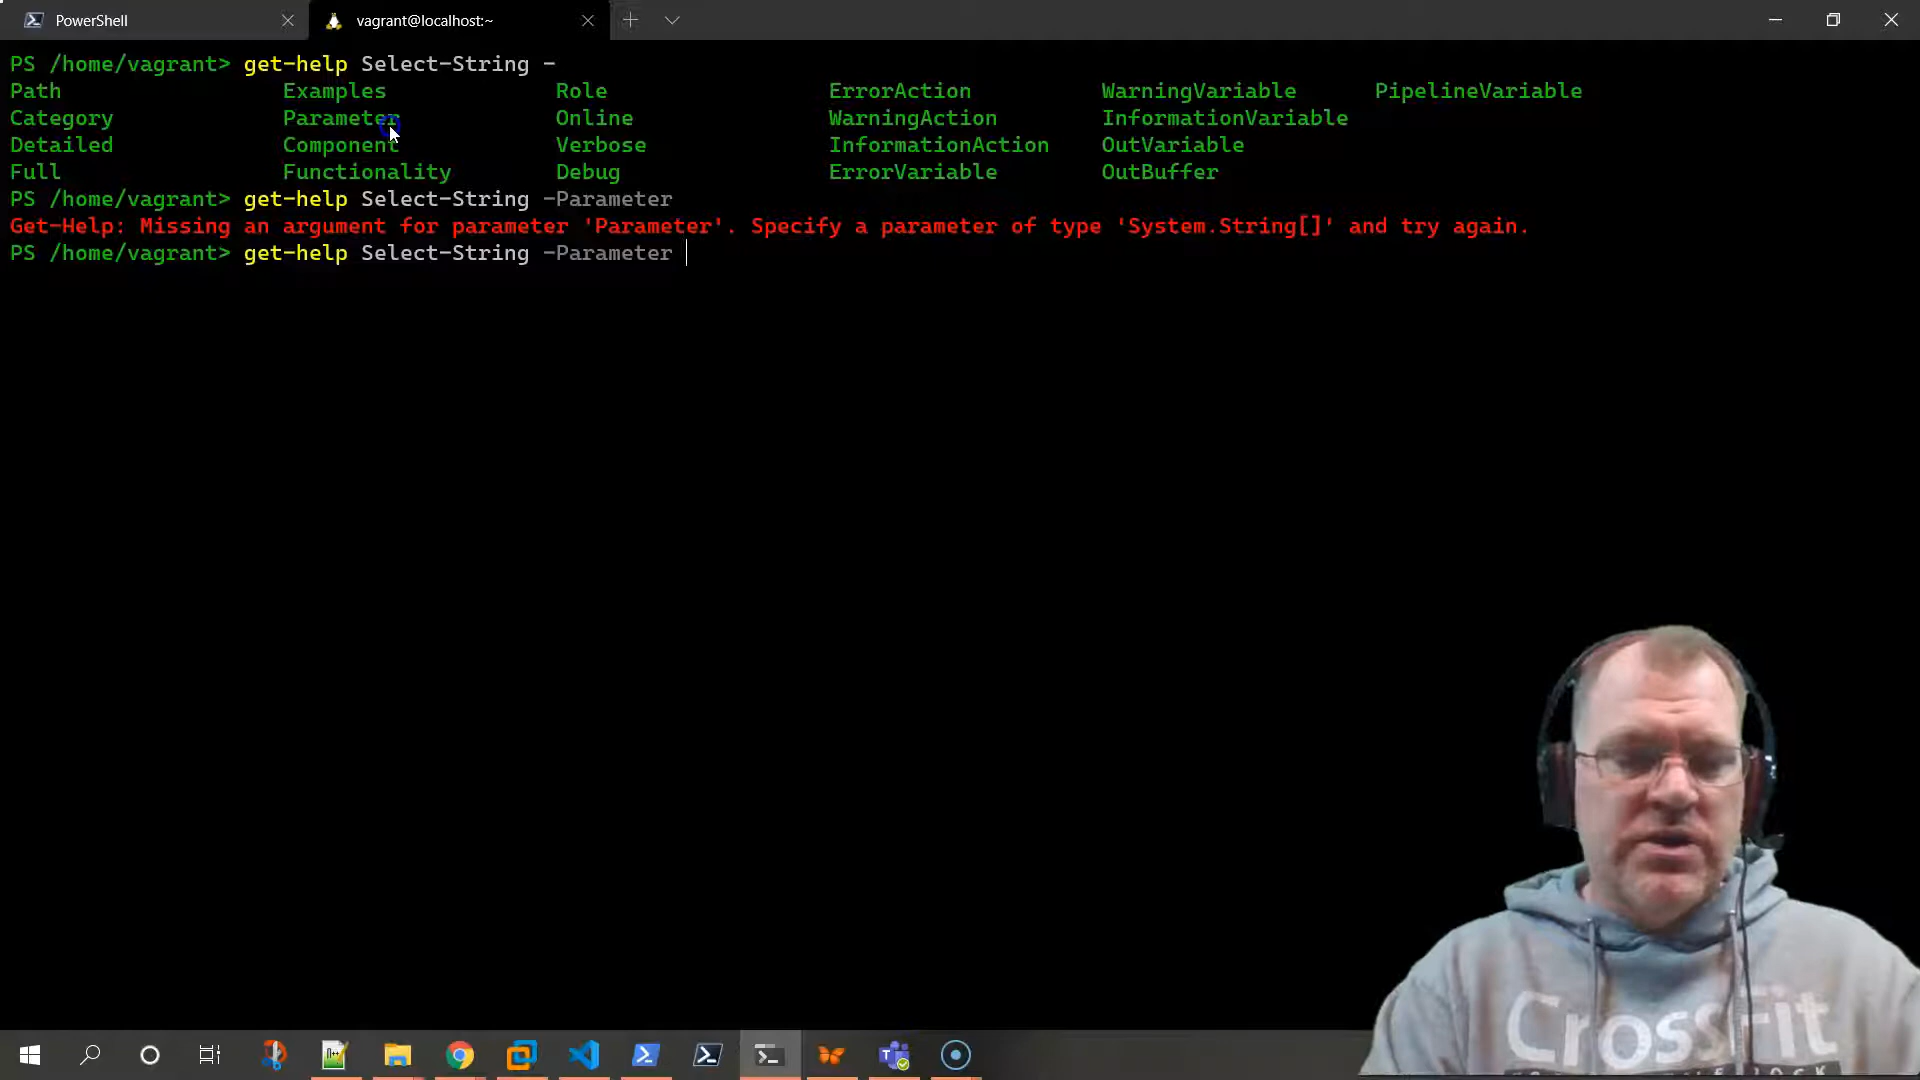 PowerShell
vagrant@localhost:~
PS /home/vagrant> get-help Select-String -
Path Examples Role ErrorAction WarningVariable PipelineVariable
Category Parameter Online WarningAction InformationVariable
Detailed Component Verbose InformationAction OutVariable
Full Functionality Debug ErrorVariable OutBuffer
PS /home/vagrant> get-help Select-String -Parameter
Get-Help: Missing an argument for parameter 'Parameter'. Specify a parameter of type 'System.String[]' and try again.
PS /home/vagrant> get-help Select-String -Parameter
CrossFit